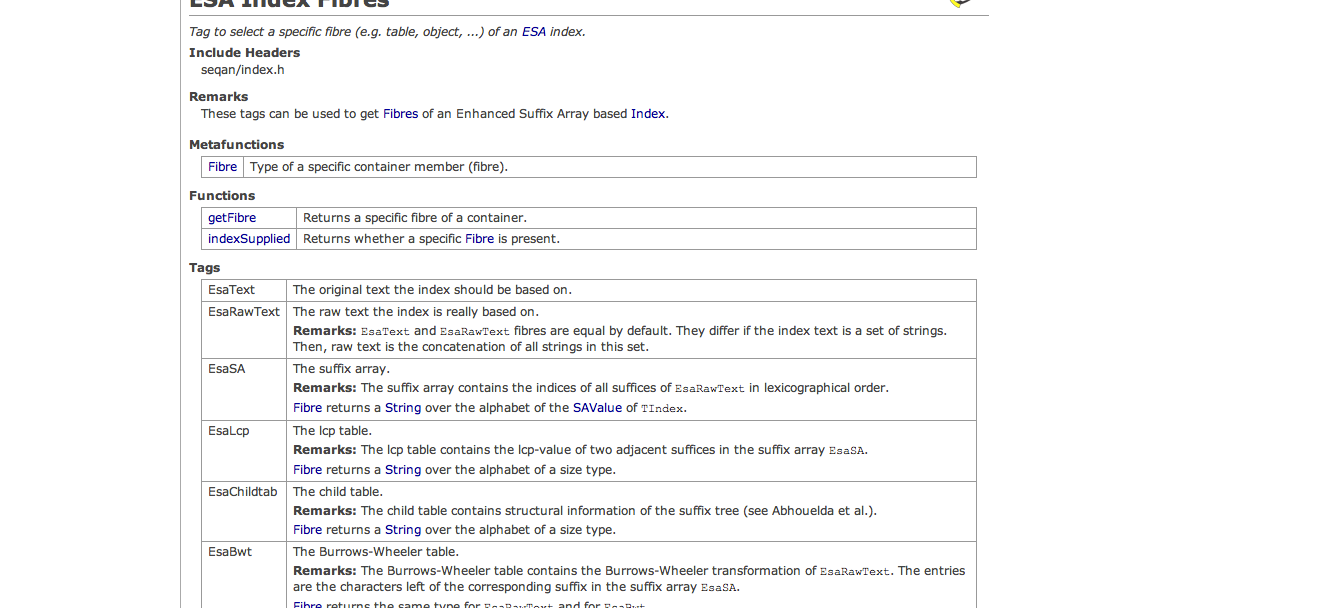 ESA Index Fibres
Tag to select a specific fibre (e.g. table, object, ...) of an ESA index.
Include Headers
seqan/index.h
Remarks
These tags can be used to get Fibres of an Enhanced Suffix Array based Index.
Metafunctions
Fibre Type of a specific container member (fibre).
Functions
getFibre Returns a specific fibre of a container.
indexSupplied Returns whether a specific Fibre is present.
Tags
EsaText The original text the index should be based on.
EsaRawText The raw text the index is really based on.
Remarks: EsaText and EsaRawText fibres are equal by default. They differ if the index text is a set of strings.
Then, raw text is the concatenation of all strings in this set.
EsaSA The suffix array.
Remarks: The suffix array contains the indices of all suffices of EsaRawText in lexicographical order.
Fibre returns a String over the alphabet of the SAValue of TIndex.
EsaLcp The lcp table.
Remarks: The lcp table contains the lcp-value of two adjacent suffices in the suffix array EsaSA.
Fibre returns a String over the alphabet of a size type.
EsaChildtab The child table.
Remarks: The child table contains structural information of the suffix tree (see Abhouelda et al.).
Fibre returns a String over the alphabet of a size type.
EsaBwt The Burrows-Wheeler table.
Remarks: The Burrows-Wheeler table contains the Burrows-Wheeler transformation of EsaRawText. The entries
are the characters left of the corresponding suffix in the suffix array EsaSA.
Fibre returns the same type for EsaRawText and for EsaBwt.